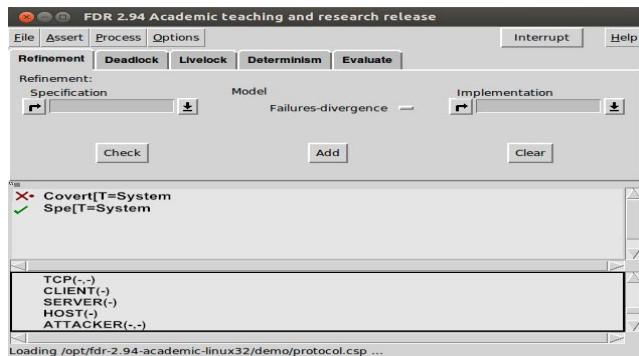 FDR 2.94 Academic teaching and research release
File Assert Process Options Interrupt Help
Refinement Deadlock Livelock Determinism Evaluate
Refinement:
Specification Model Implementation
Failures-divergence
Check Add Clear
Covert[T=System
Spe[T=System
TCP(-,-)
CLIENT(-)
SERVER(-)
HOST(-)
ATTACKER(-,-)
Loading /opt/fdr-2.94-academic-linux32/demo/protocol.csp ...